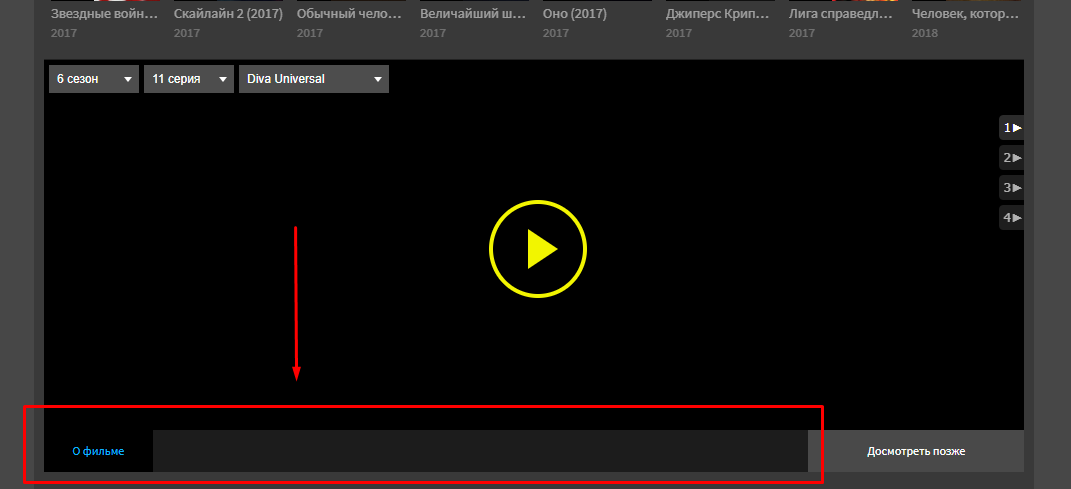 Звездные войн... Скайлайн 2 (2017) Обычный чело... Величайший ш... Оно (2017) Джиперс Крип... Лига справедл... Человек, котор...
2017 2017 2017 2017 2017 2017 2017 2018
6 сезон 11 серия Diva Universal
1
2
3
4
О фильме Досмотреть позже